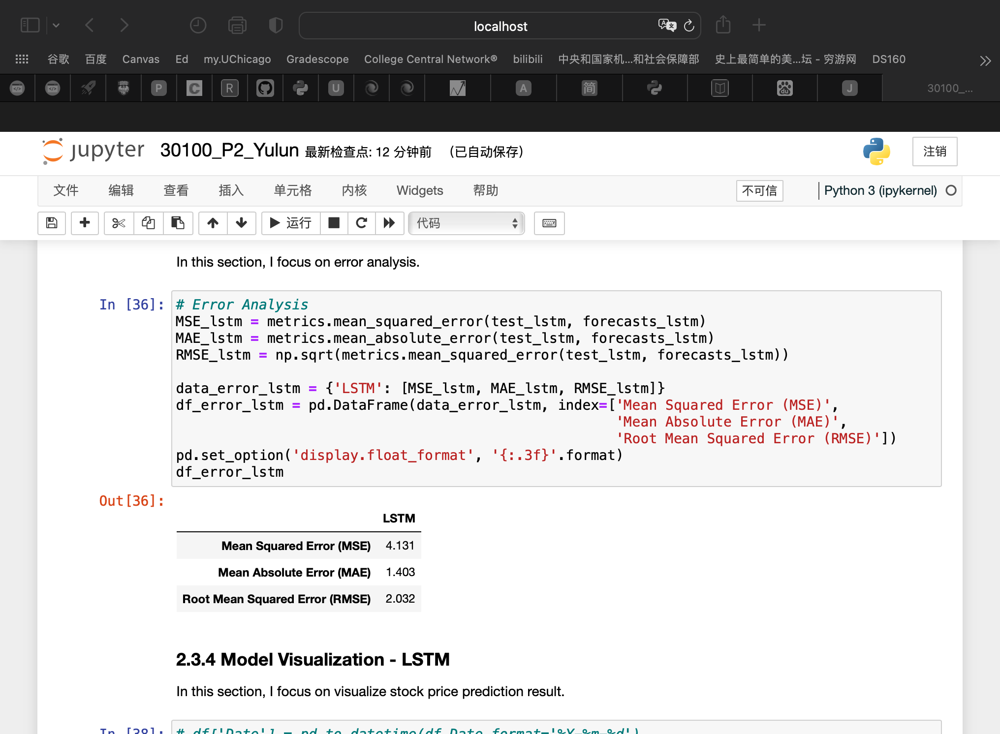 localhost
谷歌 百度 Canvas Ed my.UChicago Gradescope College Central Network® bilibili 中央和国家机...和社会保障部 史上最简单的美...坛 - 穷游网 DS160
P C R U A 简 du J 30100_...
jupyter 30100_P2_Yulun 最新检查点: 12 分钟前 (已自动保存) 注销
文件 编辑 查看 插入 单元格 内核 Widgets 帮助 不可信 Python 3 (ipykernel)
运行 代码
In this section, I focus on error analysis.
In [36]: # Error Analysis
MSE_lstm = metrics.mean_squared_error(test_lstm, forecasts_lstm)
MAE_lstm = metrics.mean_absolute_error(test_lstm, forecasts_lstm)
RMSE_lstm = np.sqrt(metrics.mean_squared_error(test_lstm, forecasts_lstm))
data_error_lstm = {'LSTM': [MSE_lstm, MAE_lstm, RMSE_lstm]}
df_error_lstm = pd.DataFrame(data_error_lstm, index=['Mean Squared Error (MSE)',
'Mean Absolute Error (MAE)',
'Root Mean Squared Error (RMSE)'])
pd.set_option('display.float_format', '{:.3f}'.format)
df_error_lstm
Out[36]:
LSTM
Mean Squared Error (MSE) 4.131
Mean Absolute Error (MAE) 1.403
Root Mean Squared Error (RMSE) 2.032
2.3.4 Model Visualization - LSTM
In this section, I focus on visualize stock price prediction result.
In [38]: # df['Date'] = pd.to_datetime(df.Date,format='%Y-%m-%d')